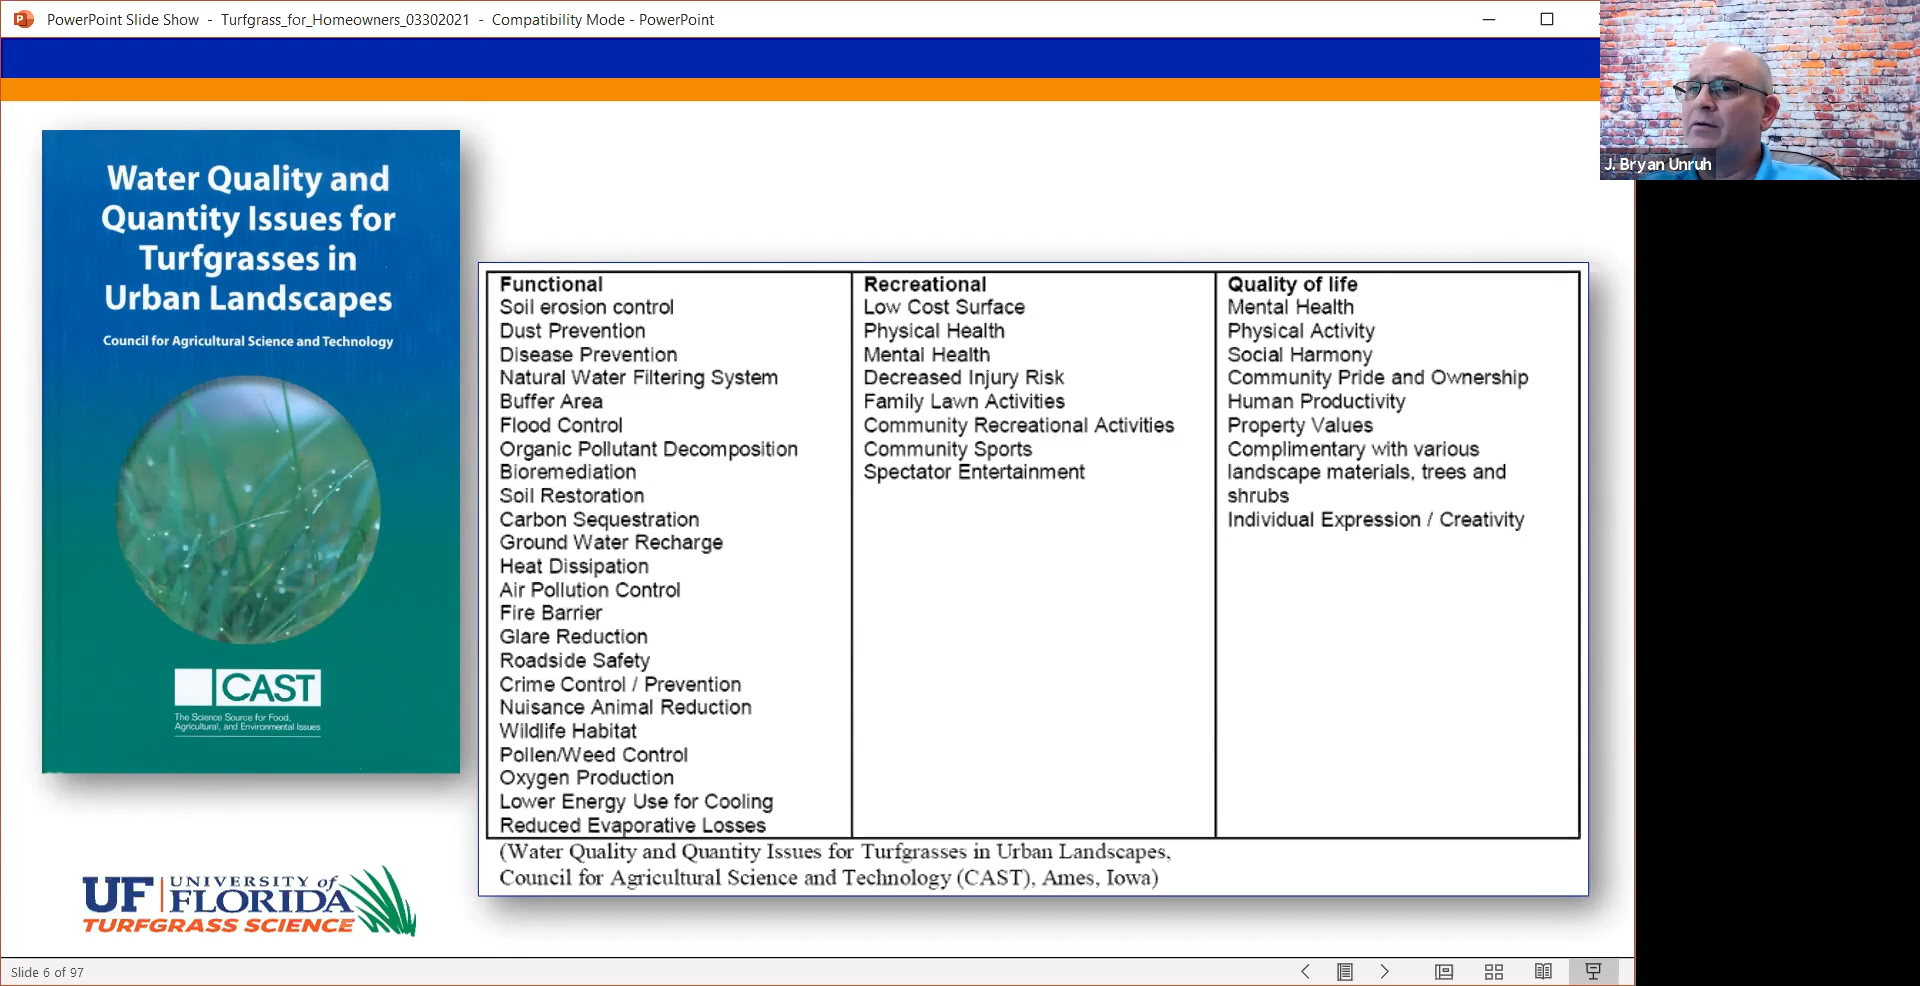 PowerPoint Slide Show - Turfgrass_for_Homeowners_03302021 - Compatibility Mode - PowerPoint
J. Bryan Unruh
Water Quality and
Quantity Issues for
Turfgrasses in
Urban Landscapes
Council for Agricultural Science and Technology
CAST
The Science Source for Food,
Agricultural, and Environmental Issues
UF UNIVERSITY of
FLORIDA
TURFGRASS SCIENCE
Functional
Soil erosion control
Dust Prevention
Disease Prevention
Natural Water Filtering System
Buffer Area
Flood Control
Organic Pollutant Decomposition
Bioremediation
Soil Restoration
Carbon Sequestration
Ground Water Recharge
Heat Dissipation
Air Pollution Control
Fire Barrier
Glare Reduction
Roadside Safety
Crime Control / Prevention
Nuisance Animal Reduction
Wildlife Habitat
Pollen/Weed Control
Oxygen Production
Lower Energy Use for Cooling
Reduced Evaporative Losses
Recreational
Low Cost Surface
Physical Health
Mental Health
Decreased Injury Risk
Family Lawn Activities
Community Recreational Activities
Community Sports
Spectator Entertainment
Quality of life
Mental Health
Physical Activity
Social Harmony
Community Pride and Ownership
Human Productivity
Property Values
Complimentary with various
landscape materials, trees and
shrubs
Individual Expression / Creativity
(Water Quality and Quantity Issues for Turfgrasses in Urban Landscapes,
Council for Agricultural Science and Technology (CAST), Ames, Iowa)
Slide 6 of 97